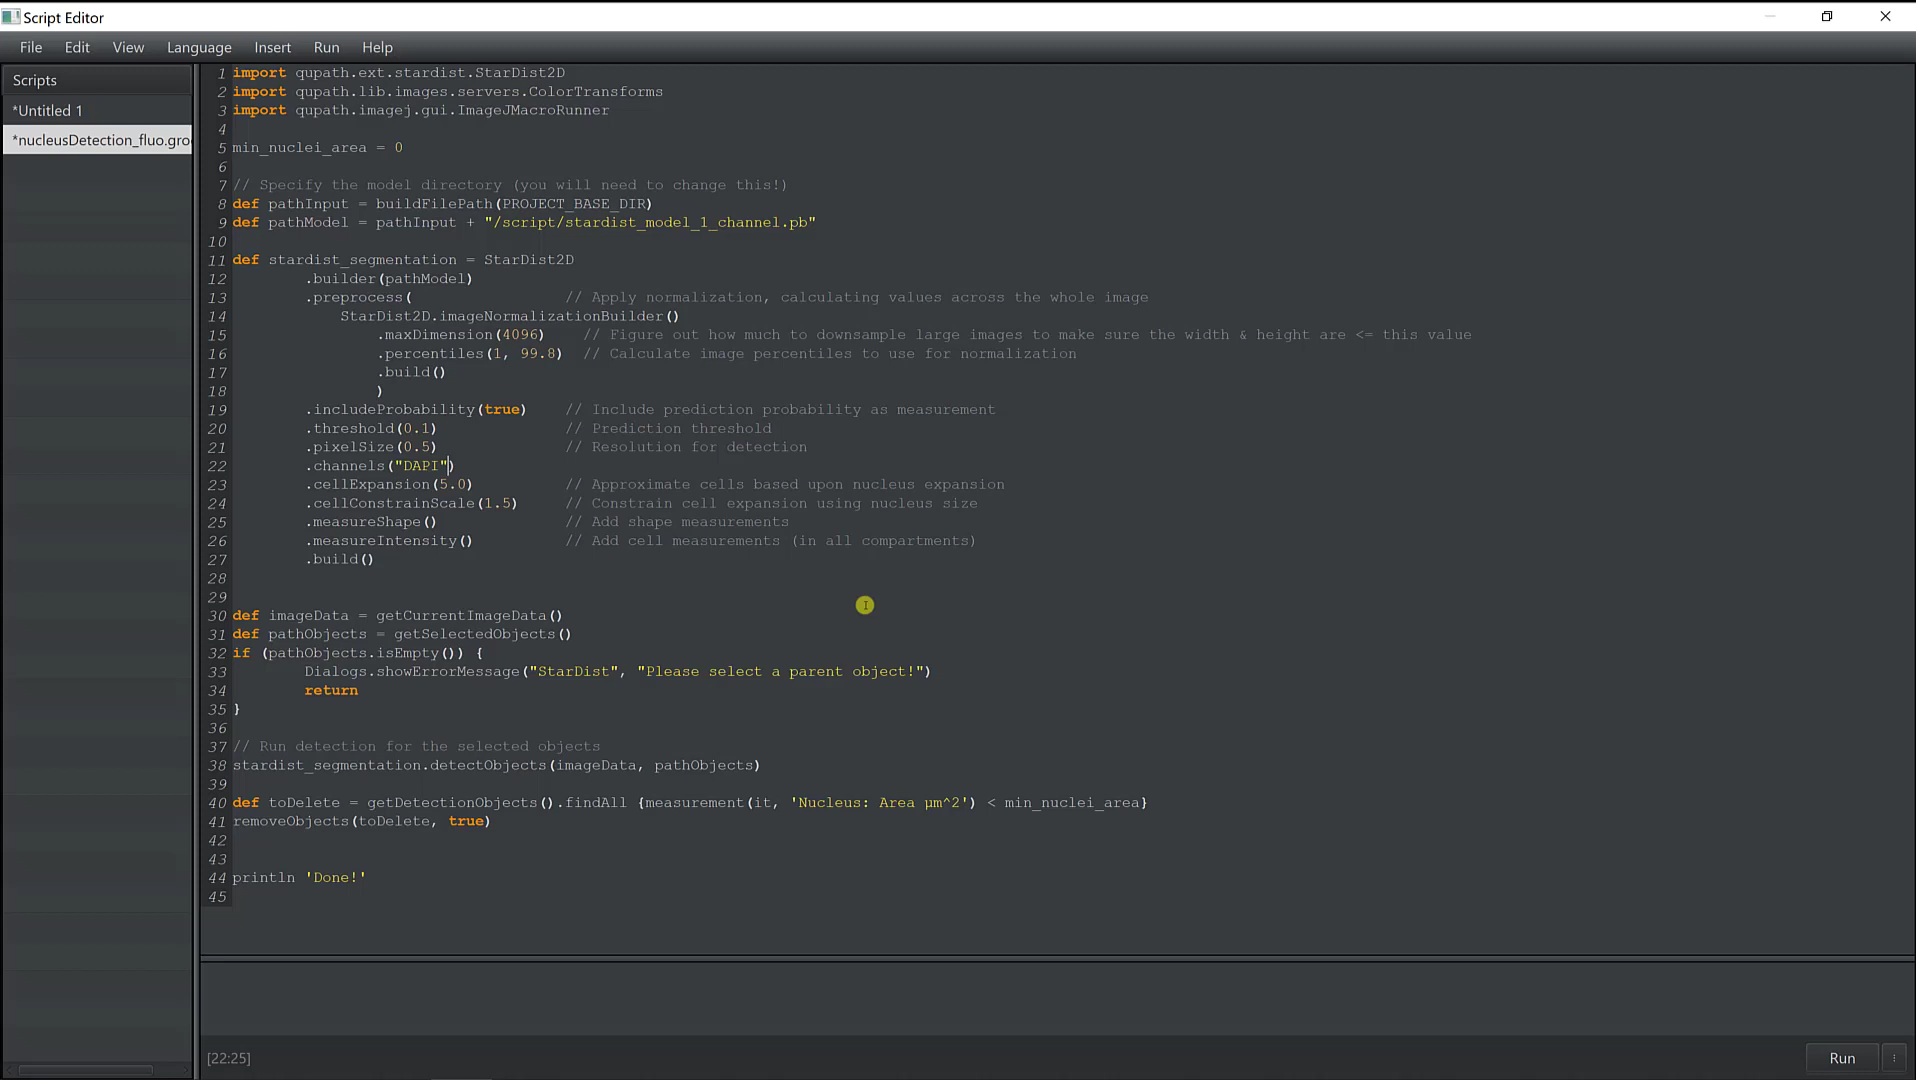 Script Editor
File Edit View Language Insert Run Help
Scripts
*Untitled 1
*nucleusDetection_fluo.gro
1 import qupath.ext.stardist.StarDist2D
2 import qupath.lib.images.servers.ColorTransforms
3 import qupath.imagej.gui.ImageJMacroRunner
4
5 min_nuclei_area = 0
6
7 // Specify the model directory (you will need to change this!)
8 def pathInput = buildFilePath(PROJECT_BASE_DIR)
9 def pathModel = pathInput + "/script/stardist_model_1_channel.pb"
10
11 def stardist_segmentation = StarDist2D
12 .builder(pathModel)
13 .preprocess( // Apply normalization, calculating values across the whole image
14 StarDist2D.imageNormalizationBuilder()
15 .maxDimension(4096) // Figure out how much to downsample large images to make sure the width & height are <= this value
16 .percentiles(1, 99.8) // Calculate image percentiles to use for normalization
17 .build()
18 )
19 .includeProbability(true) // Include prediction probability as measurement
20 .threshold(0.1) // Prediction threshold
21 .pixelSize(0.5) // Resolution for detection
22 .channels("DAPI")
23 .cellExpansion(5.0) // Approximate cells based upon nucleus expansion
24 .cellConstrainScale(1.5) // Constrain cell expansion using nucleus size
25 .measureShape() // Add shape measurements
26 .measureIntensity() // Add cell measurements (in all compartments)
27 .build()
28
29
30 def imageData = getCurrentImageData()
31 def pathObjects = getSelectedObjects()
32 if (pathObjects.isEmpty()) {
33 Dialogs.showErrorMessage("StarDist", "Please select a parent object!")
34 return
35 }
36
37 // Run detection for the selected objects
38 stardist_segmentation.detectObjects(imageData, pathObjects)
39
40 def toDelete = getDetectionObjects().findAll {measurement(it, 'Nucleus: Area µm^2') < min_nuclei_area}
41 removeObjects(toDelete, true)
42
43
44 println 'Done!'
45
[22:25]
Run